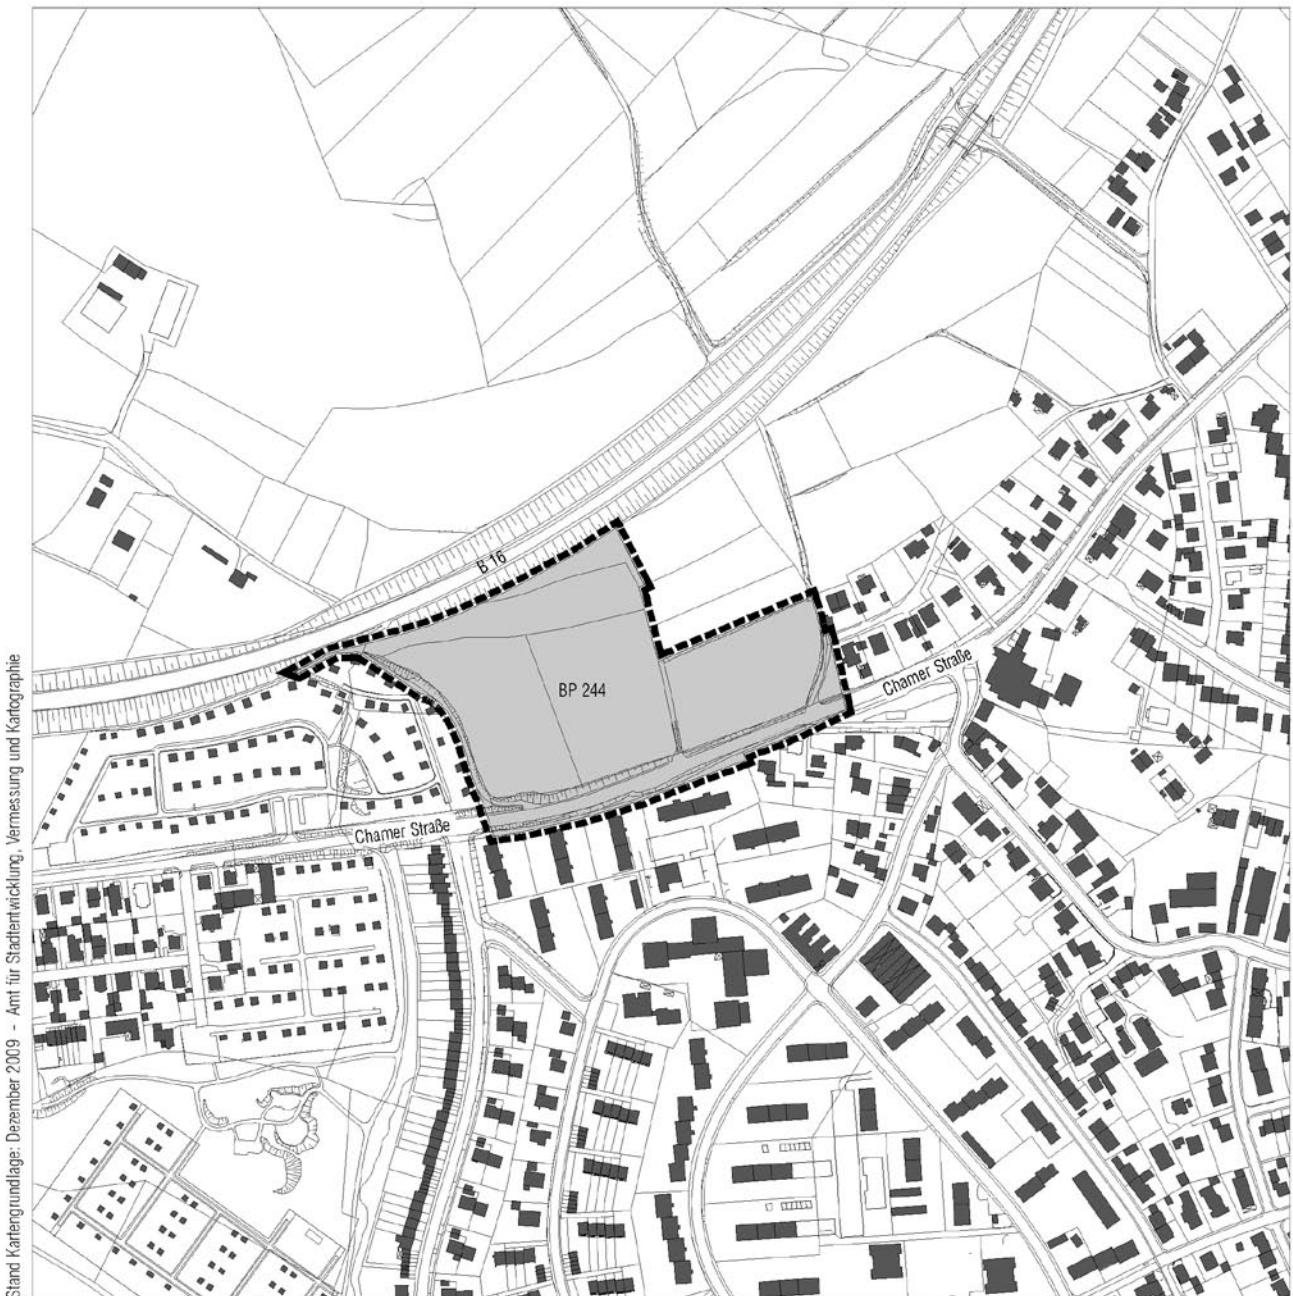 B 16
BP 244
Chamer Straße
Chamer Straße
Stand Kartengrundlage: Dezember 2009 - Amt für Stadtentwicklung, Vermessung und Kartographie